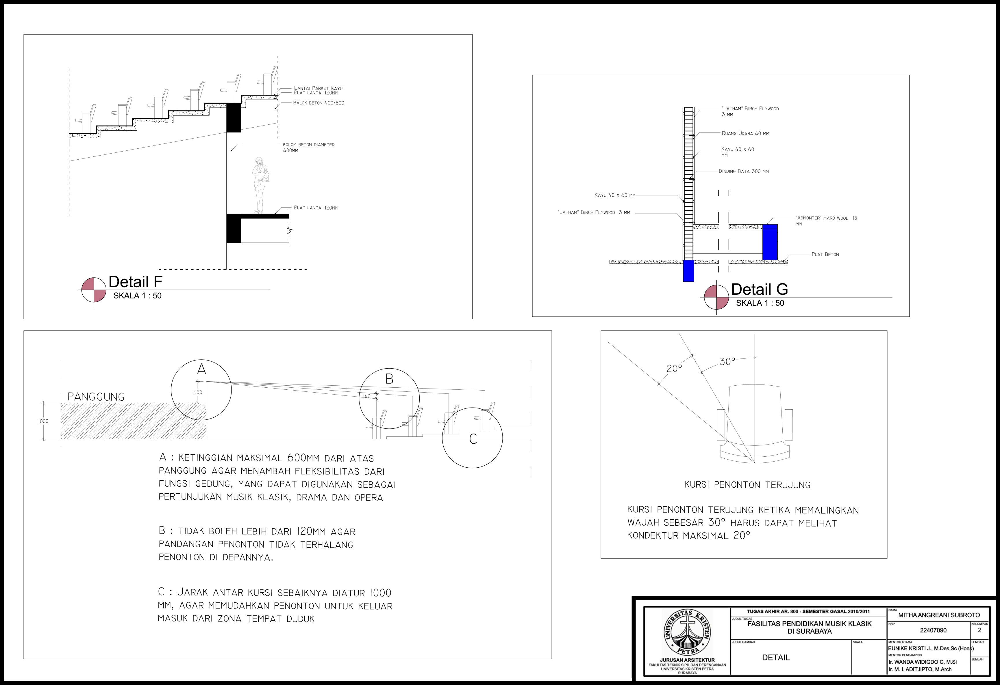 LANTAI PARKET KAYU
PLAT LANTAI 120MM
BALOK BETON 400/800
KOLOM BETON DIAMETER
400MM
PLAT LANTAI 120MM
Detail F
SKALA 1 : 50
"LATHAM" BIRCH PLYWOOD
3 MM
RUANG UDARA 40 MM
KAYU 40 X 60
MM
DINDING BATA 300 MM
KAYU 40 X 60 MM
"LATHAM" BIRCH PLYWOOD 3 MM
"ADMONTER" HARD WOOD 13
MM
PLAT BETON
Detail G
SKALA 1 : 50
A
B
600
142
PANGGUNG
1000
C
A : KETINGGIAN MAKSIMAL 600MM DARI ATAS
PANGGUNG AGAR MENAMBAH FLEKSIBILITAS DARI
FUNGSI GEDUNG, YANG DAPAT DIGUNAKAN SEBAGAI
PERTUNJUKAN MUSIK KLASIK, DRAMA DAN OPERA
B : TIDAK BOLEH LEBIH DARI 120MM AGAR
PANDANGAN PENONTON TIDAK TERHALANG
PENONTON DI DEPANNYA.
C : JARAK ANTAR KURSI SEBAIKNYA DIATUR 1000
MM, AGAR MEMUDAHKAN PENONTON UNTUK KELUAR
MASUK DARI ZONA TEMPAT DUDUK
20°
30°
KURSI PENONTON TERUJUNG
KURSI PENONTON TERUJUNG KETIKA MEMALINGKAN
WAJAH SEBESAR 30° HARUS DAPAT MELIHAT
KONDEKTUR MAKSIMAL 20°
UNIVERSITAS KRISTEN
PETRA
JURUSAN ARSITEKTUR
FAKULTAS TEKNIK SIPIL DAN PERENCANAAN
UNIVERSITAS KRISTEN PETRA
SURABAYA
TUGAS AKHIR AR. 800 - SEMESTER GASAL 2010/2011
JUDUL TUGAS
FASILITAS PENDIDIKAN MUSIK KLASIK
DI SURABAYA
JUDUL GAMBAR
DETAIL
SKALA
NAMA
MITHA ANGREANI SUBROTO
NRP
22407090
KELOMPOK
2
MENTOR UTAMA
EUNIKE KRISTI J., M.Des.Sc (Hons)
MENTOR PENDAMPING
Ir. WANDA WIDIGDO C, M.Si
Ir. M. I. ADITJIPTO, M.Arch
LEMBAR
JUMLAH